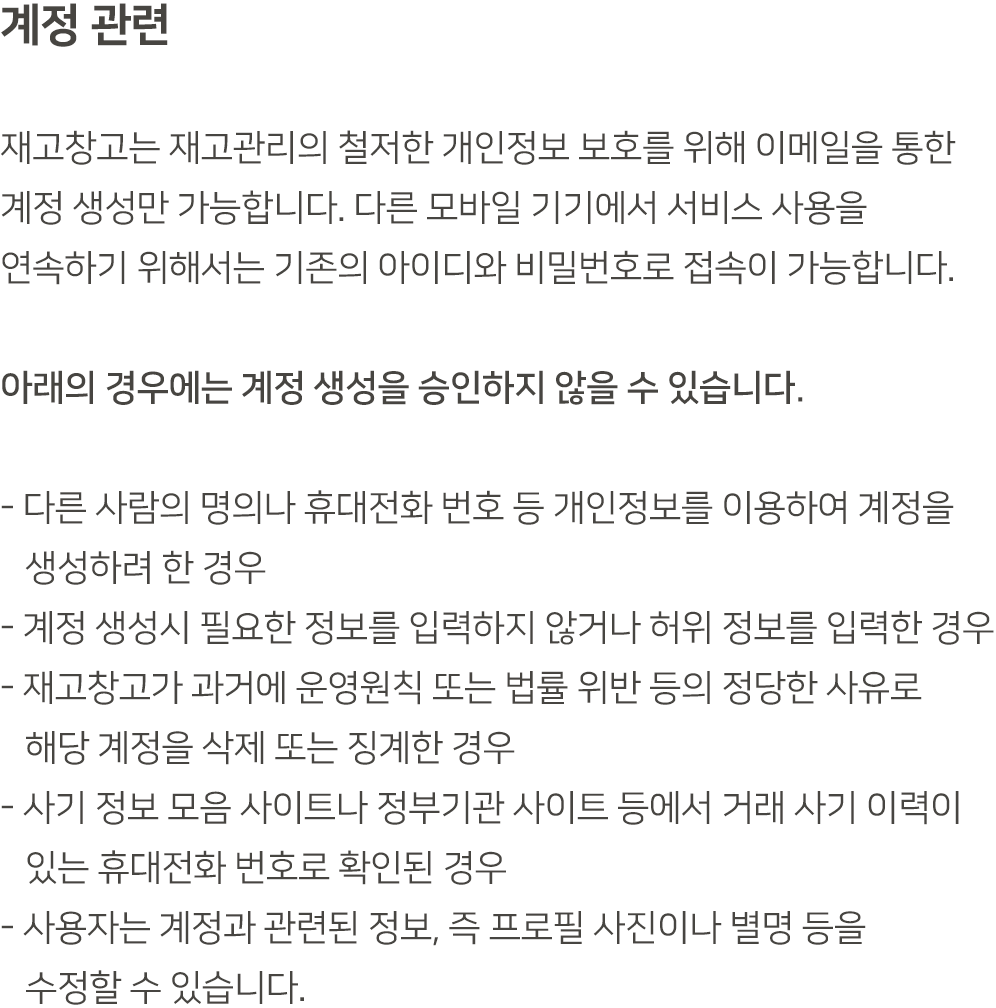 계정 관련
재고창고는 재고관리의 철저한 개인정보 보호를 위해 이메일을 통한
계정 생성만 가능합니다. 다른 모바일 기기에서 서비스 사용을
연속하기 위해서는 기존의 아이디와 비밀번호로 접속이 가능합니다.
아래의 경우에는 계정 생성을 승인하지 않을 수 있습니다.
- 다른 사람의 명의나 휴대전화 번호 등 개인정보를 이용하여 계정을
생성하려 한 경우
- 계정 생성시 필요한 정보를 입력하지 않거나 허위 정보를 입력한 경우
- 재고창고가 과거에 운영원칙 또는 법률 위반 등의 정당한 사유로
해당 계정을 삭제 또는 징계한 경우
- 사기 정보 모음 사이트나 정부기관 사이트 등에서 거래 사기 이력이
있는 휴대전화 번호로 확인된 경우
- 사용자는 계정과 관련된 정보, 즉 프로필 사진이나 별명 등을
수정할 수 있습니다.